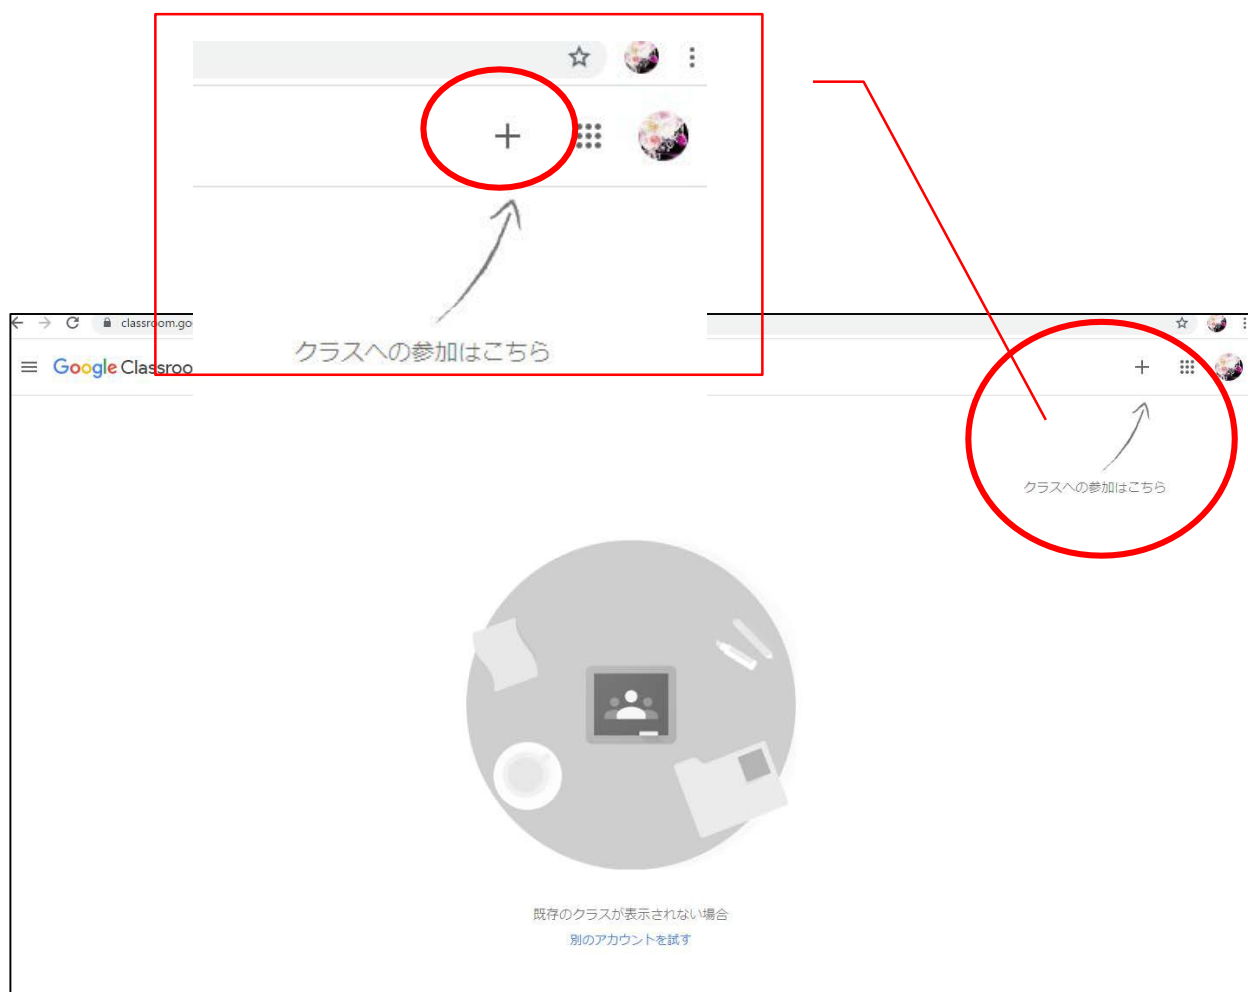 クラスへの参加はこちら
classroom.go
Google Classroo
クラスへの参加はこちら
既存のクラスが表示されない場合
別のアカウントを試す